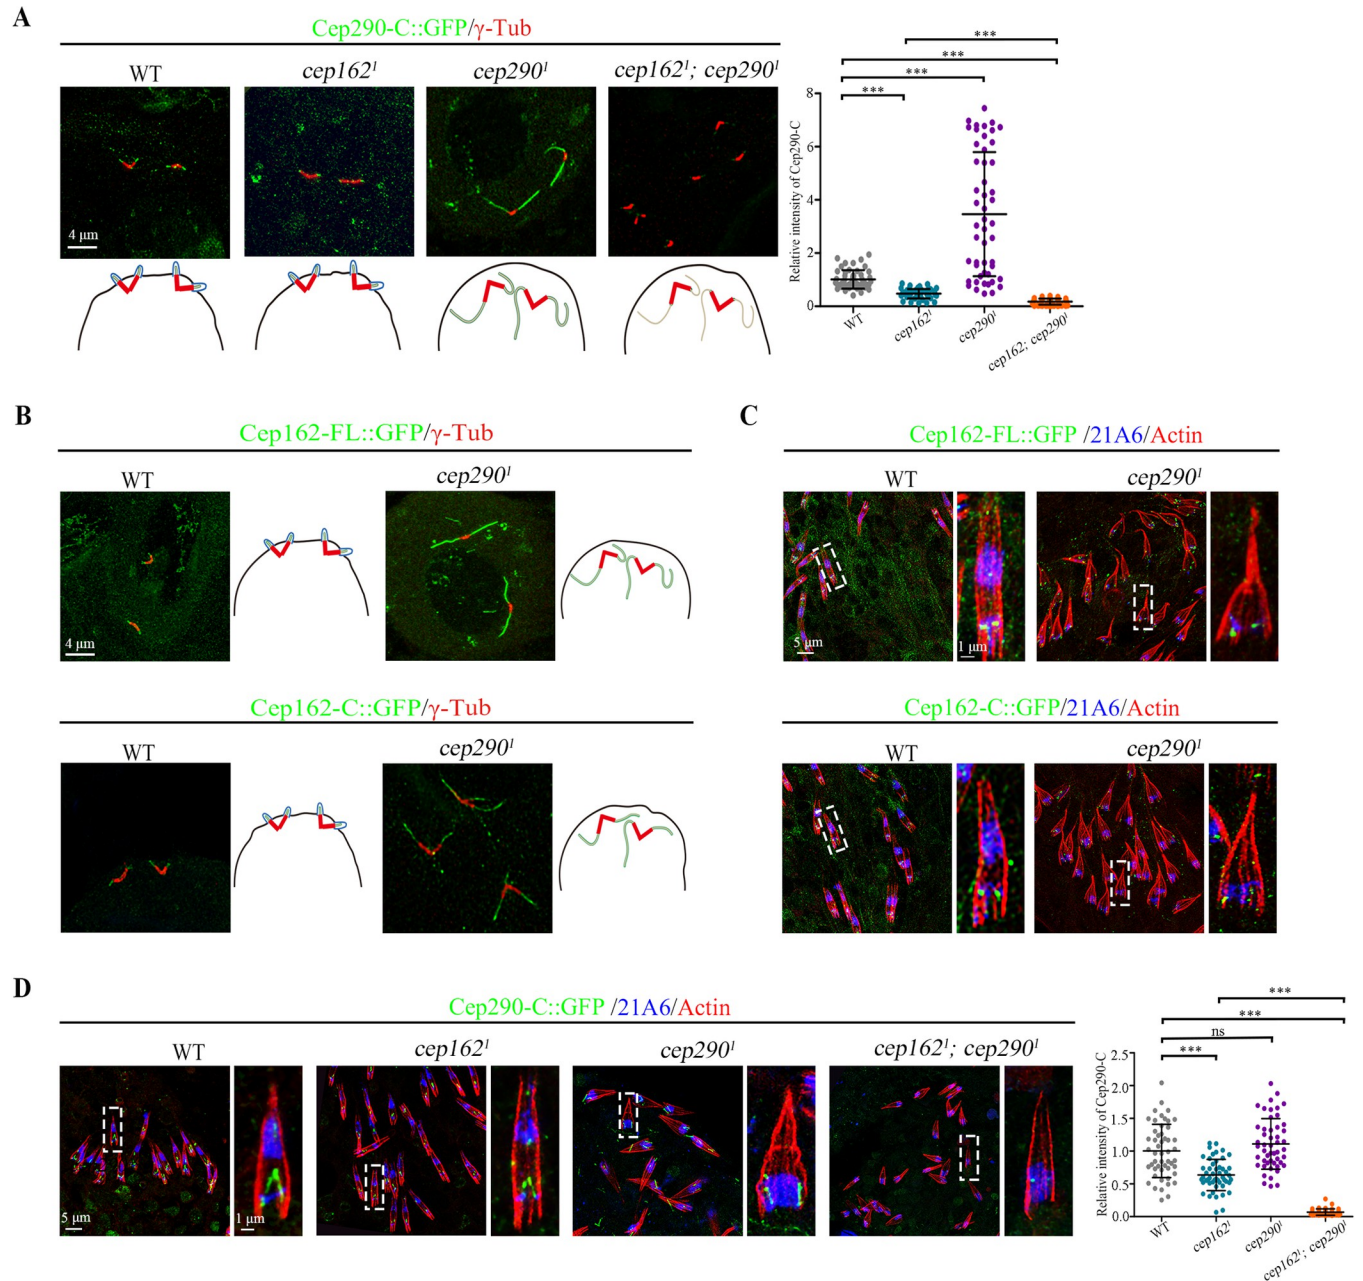 A
Cep290-C::GFP/γ-Tub
WT
cep162¹
cep290¹
cep162¹; cep290¹
4 μm
***
***
***
***
Relative intensity of Cep290-C
8
6
4
2
0
WT
cep162¹
cep290¹
cep162; cep290¹
B
Cep162-FL::GFP/γ-Tub
WT
cep290¹
4 μm
Cep162-C::GFP/γ-Tub
WT
cep290¹
C
Cep162-FL::GFP /21A6/Actin
WT
cep290¹
5 μm
1 μm
Cep162-C::GFP/21A6/Actin
WT
cep290¹
D
Cep290-C::GFP /21A6/Actin
WT
cep162¹
cep290¹
cep162¹; cep290¹
5 μm
1 μm
***
***
ns
***
Relative intensity of Cep290-C
2.5
2.0
1.5
1.0
0.5
0.0
WT
cep162¹
cep290¹
cep162¹; cep290¹